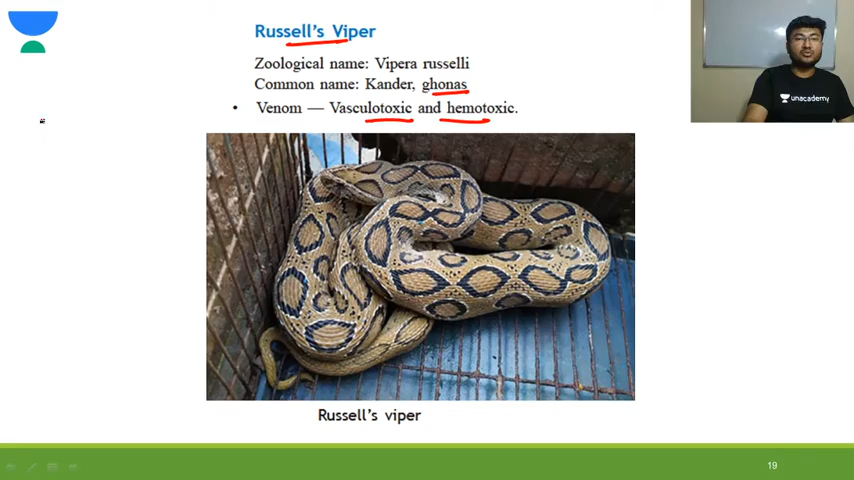 Russell's Viper
Zoological name: Vipera russelli
Common name: Kander, ghonas
• Venom — Vasculotoxic and hemotoxic.
unacademy
Russell's viper
19